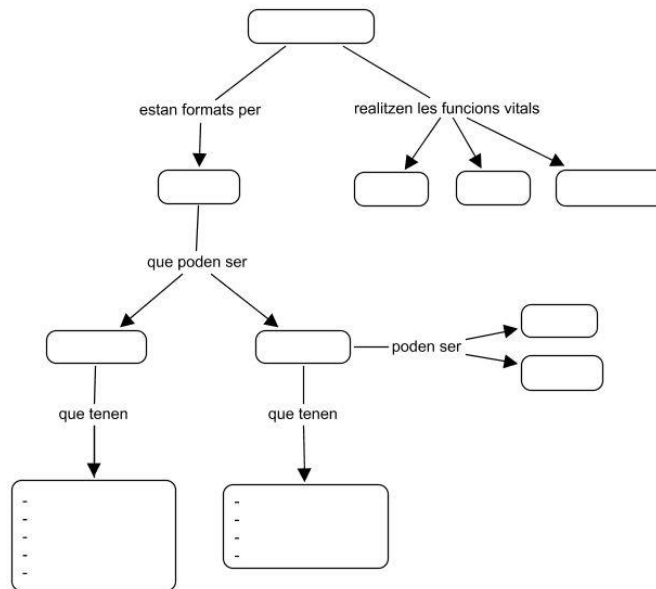 estan formats per
realitzen les funcions vitals
que poden ser
poden ser
que tenen
que tenen
-
-
-
-
-
-
-
-
-